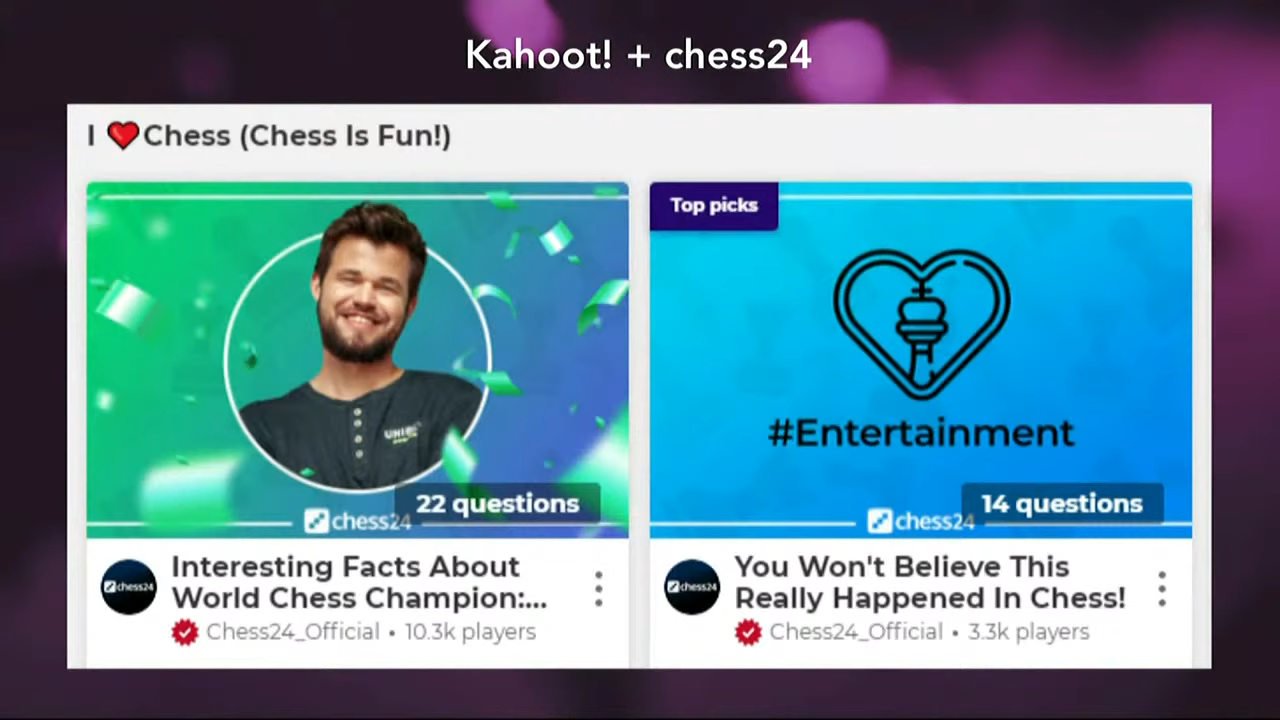 Kahoot! + chess24
I ❤️Chess (Chess Is Fun!)
Top picks
#Entertainment
22 questions
14 questions
chess24
chess24
chess24
Interesting Facts About
World Chess Champion:...
Chess24_Official • 10.3k players
chess24
You Won't Believe This
Really Happened In Chess!
Chess24_Official • 3.3k players